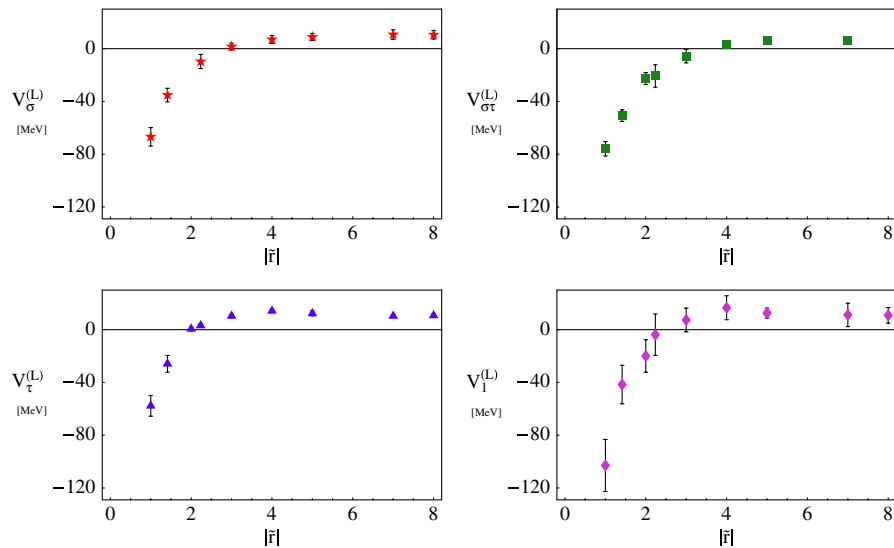 0
−40
−80
−120
V_σ^(L)
[MeV]
0 2 4 6 8
|r̃|
0
−40
−80
−120
V_στ^(L)
[MeV]
0 2 4 6 8
|r̃|
0
−40
−80
−120
V_τ^(L)
[MeV]
0 2 4 6 8
|r̃|
0
−40
−80
−120
V_1^(L)
[MeV]
0 2 4 6 8
|r̃|